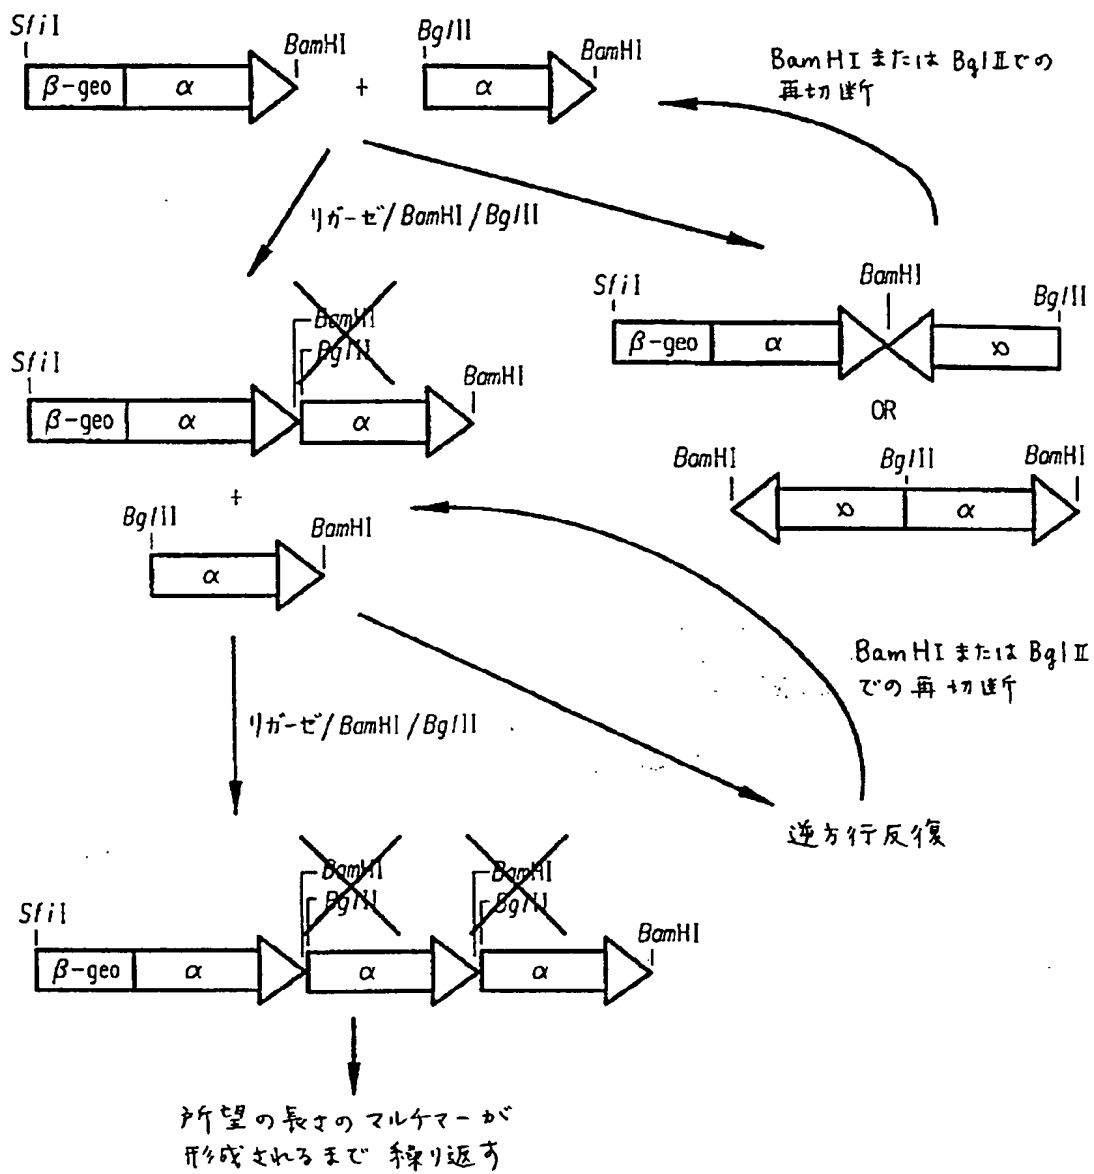 SfiI
BamHI
BglII
BamHI
β-geo
α
+
α
BamHIまたはBglIIでの
再切断
リガーゼ/BamHI/BglII
BamHI
BglII
SfiI
BamHI
β-geo
α
α
SfiI
BamHI
BglII
β-geo
α
α
OR
BamHI
BglII
BamHI
α
α
+
BglII
BamHI
α
BamHIまたはBglII
での再切断
リガーゼ/BamHI/BglII
逆方行反復
BamHI
BglII
BamHI
BglII
SfiI
BamHI
β-geo
α
α
α
所望の長さのマルケマーが
形成されるまで繰り返す